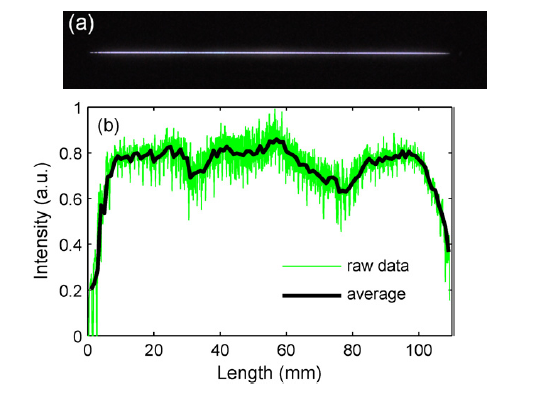 (a)
(b)
1
0.8
0.6
0.4
0.2
0
Intensity (a.u.)
raw data
average
0 20 40 60 80 100
Length (mm)